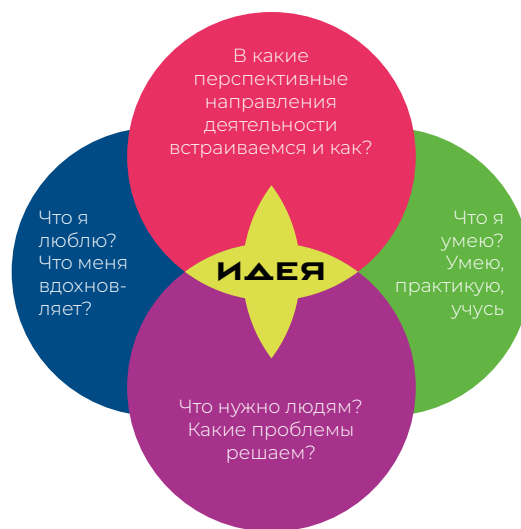 В какие
перспективные
направления
деятельности
встраиваемся и как?
Что я
люблю?
Что меня
вдохнов-
ляет?
ИДЕЯ
Что я
умею?
Умею,
практикую,
учусь
Что нужно людям?
Какие проблемы
решаем?